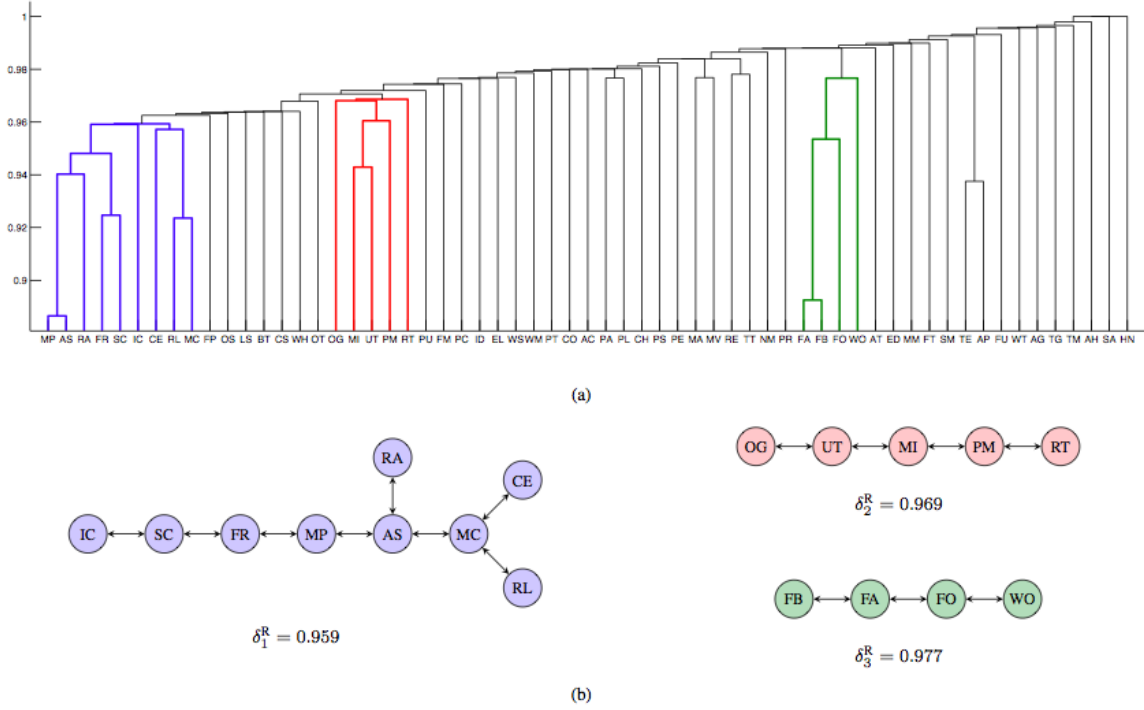 1
0.98
0.96
0.94
0.92
0.9
MP AS RA FR SC IC CE RL MC FP OS LS BT CS WH OT OG MI UT PM RT PU FM PC ID EL WS WM PT CO AC PA PL CH PS PE MA MV RE TT NM PR FA FB FO WO AT ED MM FT SM TE AP FU WT AG TG TM AH SA HN
(a)
RA
CE
IC SC FR MP AS MC
RL
δ₁ᴿ = 0.959
OG UT MI PM RT
δ₂ᴿ = 0.969
FB FA FO WO
δ₃ᴿ = 0.977
(b)